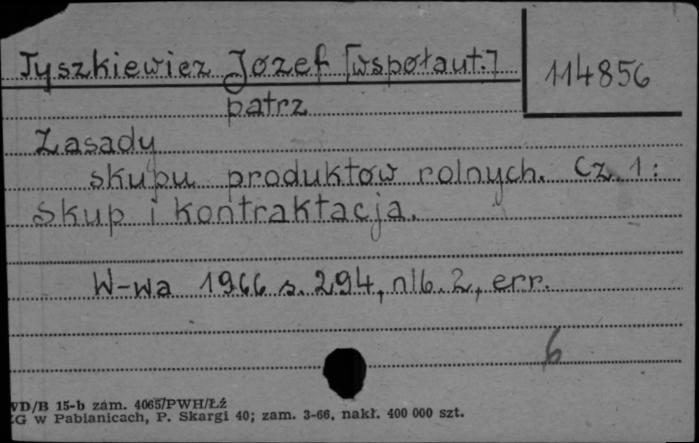 Tyszkiewicz Józef [współaut.]
114856
patrz
Zasady
skupu produktów rolnych. Cz. 1:
Skup i kontraktacja.
W-wa 1966 s. 294, nlb. 2, err.
6
WD/B 15-b zam. 4065/PWH/Łź
ZG w Pabianicach, P. Skargi 40; zam. 3-66, nakł. 400 000 szt.